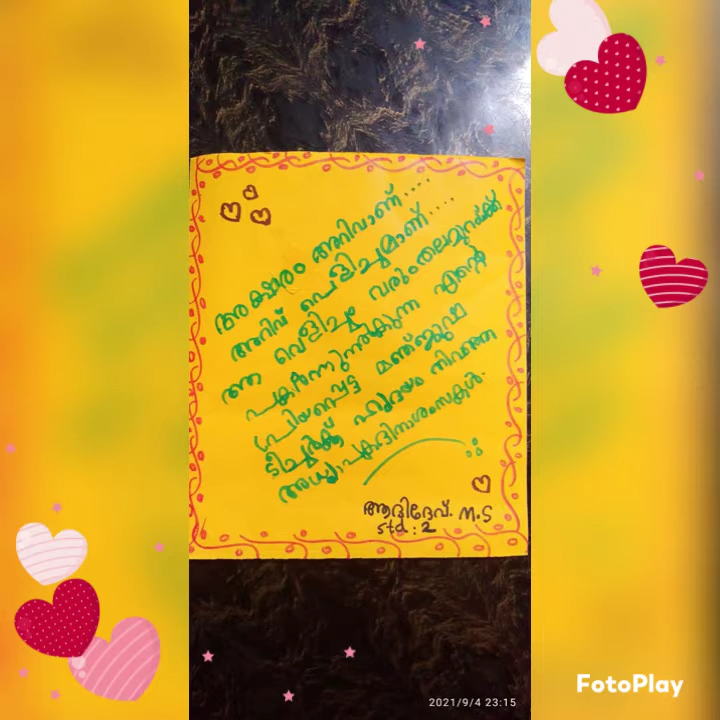 അക്ഷരം അറിവാണ്....
അറിവ് വെളിച്ചമാണ്....
ആ വെളിച്ചം വരുംതലമുറയ്ക്ക്
പകർന്നുനൽകുന്ന എന്റെ
പ്രിയപ്പെട്ട മഞ്ജുഷ
ടീച്ചർക്ക് ഹൃദയം നിറഞ്ഞ
അധ്യാപകദിനാശംസകൾ.
ആദിദേവ്. M.S
std : 2
2021/9/4 23:15
FotoPlay